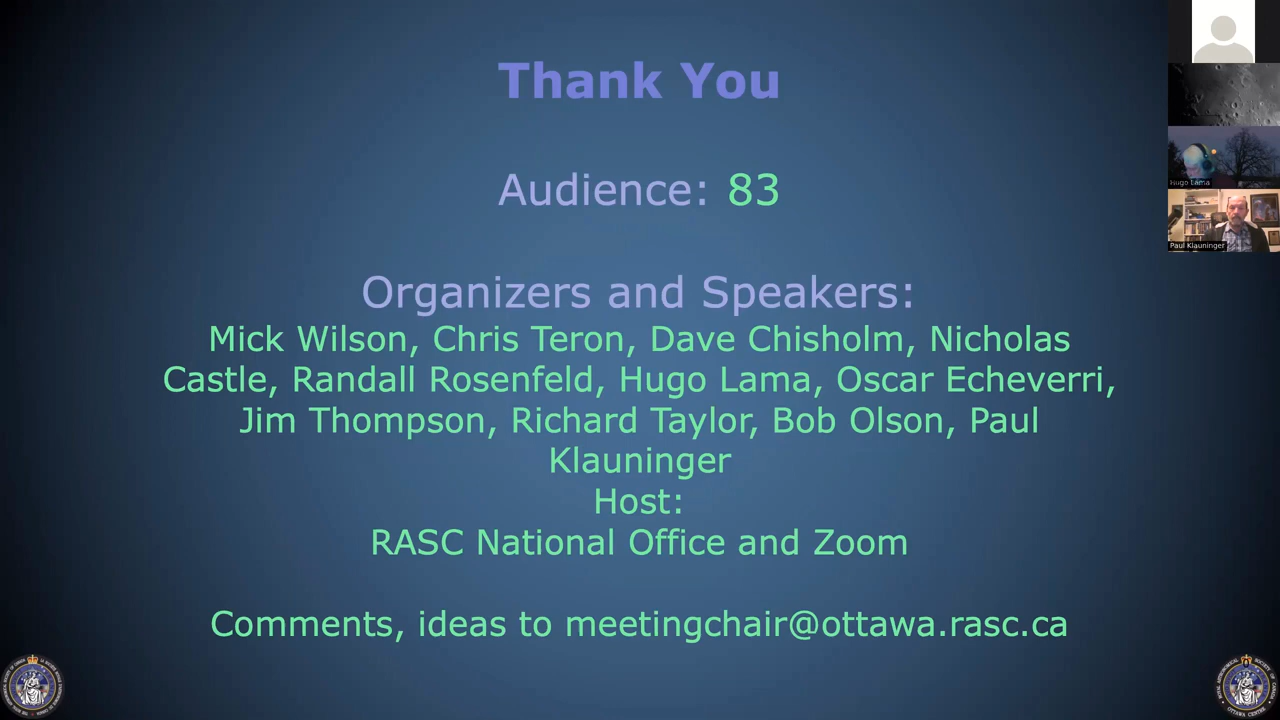 Thank You
Audience: 83
Organizers and Speakers:
Mick Wilson, Chris Teron, Dave Chisholm, Nicholas
Castle, Randall Rosenfeld, Hugo Lama, Oscar Echeverri,
Jim Thompson, Richard Taylor, Bob Olson, Paul
Klauninger
Host:
RASC National Office and Zoom
Comments, ideas to meetingchair@ottawa.rasc.ca
Hugo Lama
Paul Klauninger